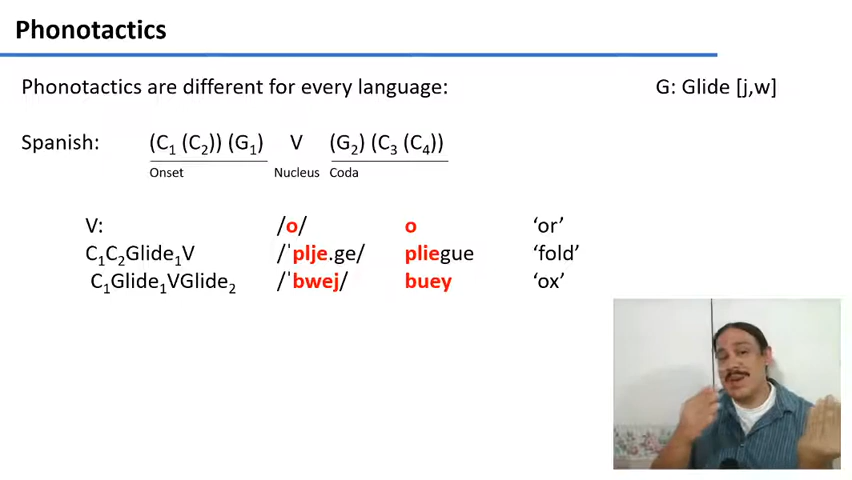 Phonotactics
Phonotactics are different for every language: G: Glide [j,w]
Spanish: (C₁ (C₂)) (G₁) V (G₂) (C₃ (C₄))
Onset Nucleus Coda
V: /o/ o ‘or’
C₁C₂Glide₁V /ˈplje.ge/ pliegue ‘fold’
C₁Glide₁VGlide₂ /ˈbwej/ buey ‘ox’